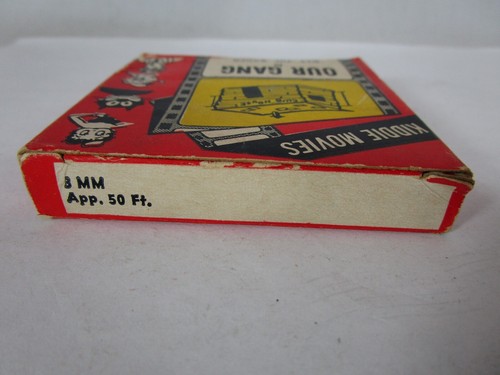 8 MM
App. 50 Ft.
KIDDIE MOVIES
OUR GANG